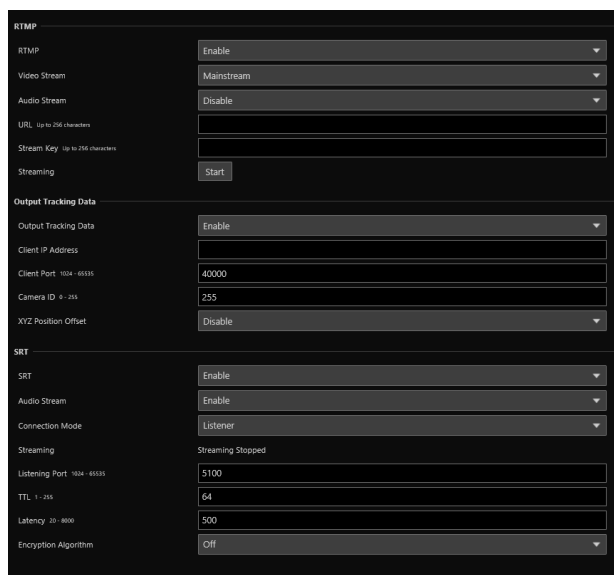 RTMP
RTMP Enable
Video Stream Mainstream
Audio Stream Disable
URL Up to 256 characters
Stream Key Up to 256 characters
Streaming Start
Output Tracking Data
Output Tracking Data Enable
Client IP Address
Client Port 1024 - 65535 40000
Camera ID 0 - 255 255
XYZ Position Offset Disable
SRT
SRT Enable
Audio Stream Enable
Connection Mode Listener
Streaming Streaming Stopped
Listening Port 1024 - 65535 5100
TTL 1 - 255 64
Latency 20 - 8000 500
Encryption Algorithm Off